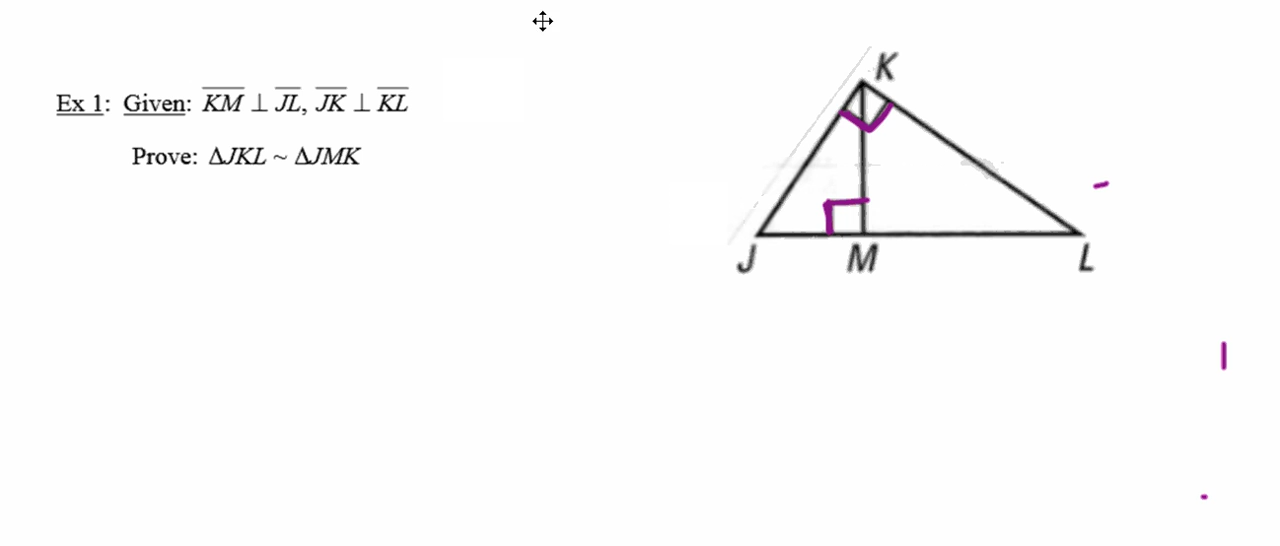 Ex 1: Given: KM ⊥ JL, JK ⊥ KL
Prove: ΔJKL ~ ΔJMK
K
J
M
L